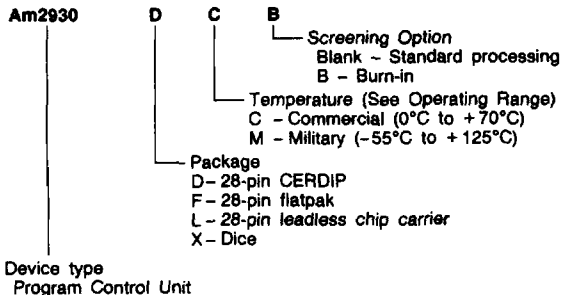 Am2930 D C B
Screening Option
Blank – Standard processing
B – Burn-in
Temperature (See Operating Range)
C – Commercial (0°C to +70°C)
M – Military (–55°C to +125°C)
Package
D – 28-pin CERDIP
F – 28-pin flatpak
L – 28-pin leadless chip carrier
X – Dice
Device type
Program Control Unit